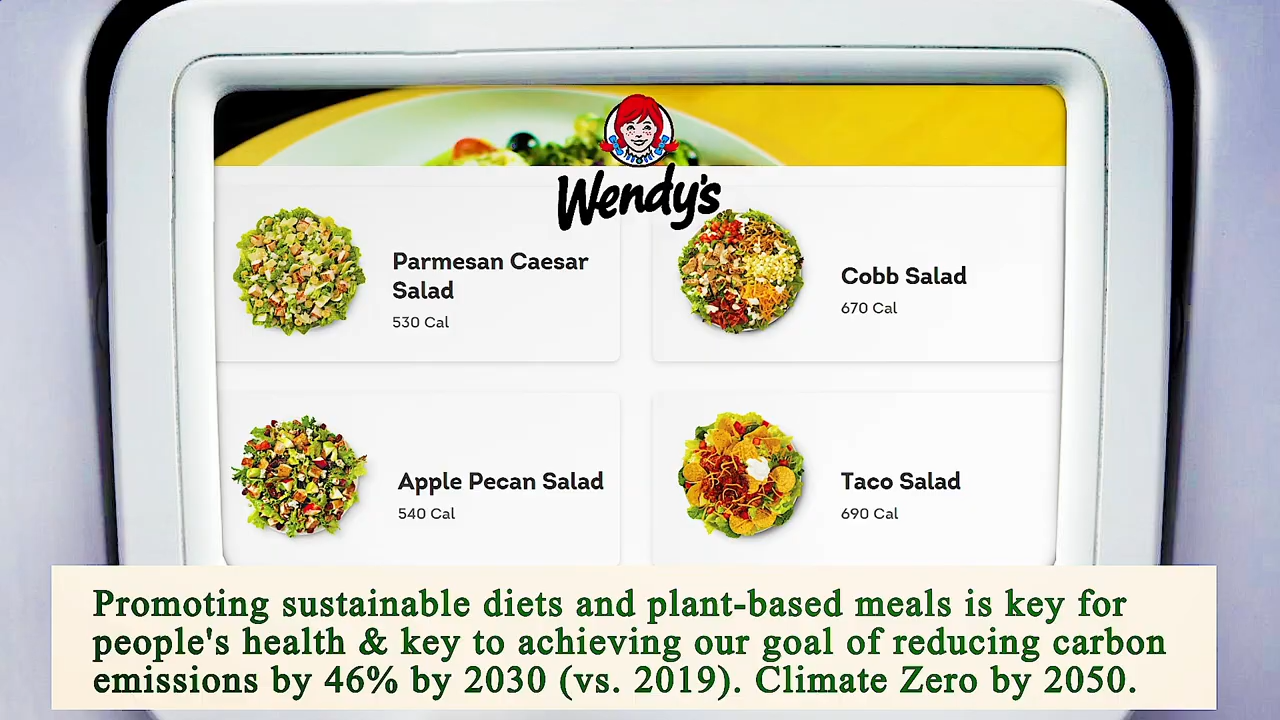 Wendy's
Parmesan Caesar
Salad
530 Cal
Cobb Salad
670 Cal
Apple Pecan Salad
540 Cal
Taco Salad
690 Cal
Promoting sustainable diets and plant-based meals is key for
people's health & key to achieving our goal of reducing carbon
emissions by 46% by 2030 (vs. 2019). Climate Zero by 2050.